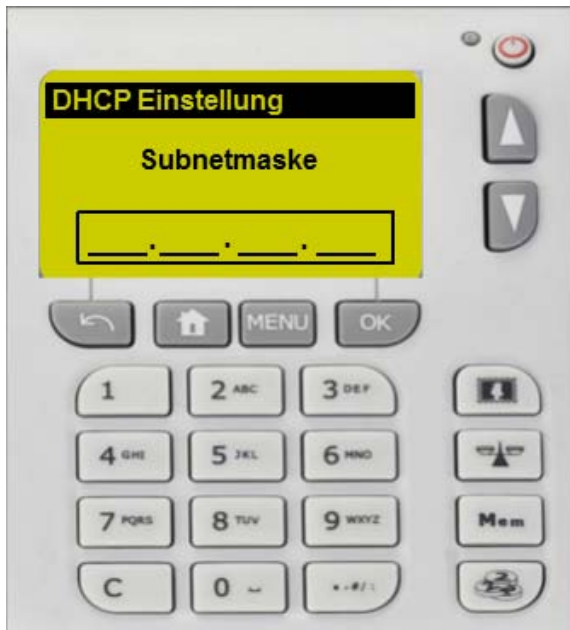 DHCP Einstellung
Subnetmaske
___.___.___.___
MENU OK
1 2 ABC 3 DEF
4 GHI 5 JKL 6 MNO
7 PQRS 8 TUV 9 WXYZ Mem
C 0